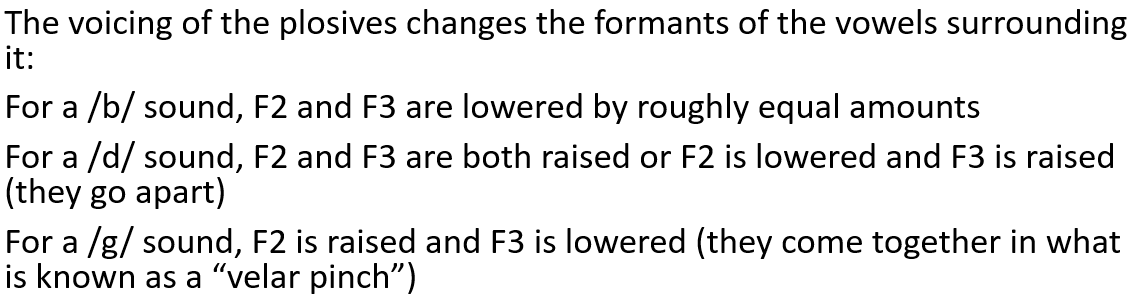 The voicing of the plosives changes the formants of the vowels surrounding
it:
For a /b/ sound, F2 and F3 are lowered by roughly equal amounts
For a /d/ sound, F2 and F3 are both raised or F2 is lowered and F3 is raised
(they go apart)
For a /g/ sound, F2 is raised and F3 is lowered (they come together in what
is known as a “velar pinch”)